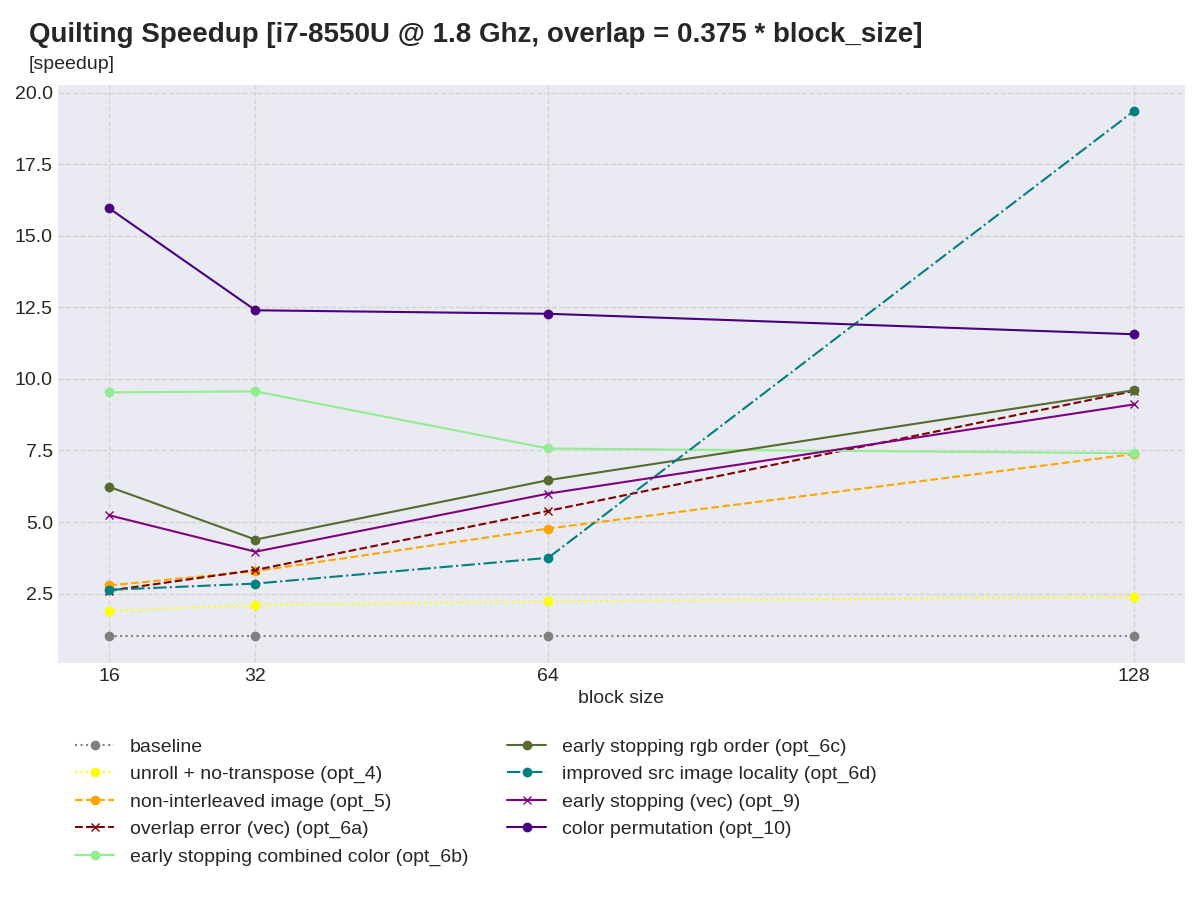 Quilting Speedup [i7-8550U @ 1.8 Ghz, overlap = 0.375 * block_size]
[speedup]
20.0
17.5
15.0
12.5
10.0
7.5
5.0
2.5
16 32 64 128
block size
baseline
unroll + no-transpose (opt_4)
non-interleaved image (opt_5)
overlap error (vec) (opt_6a)
early stopping combined color (opt_6b)
early stopping rgb order (opt_6c)
improved src image locality (opt_6d)
early stopping (vec) (opt_9)
color permutation (opt_10)